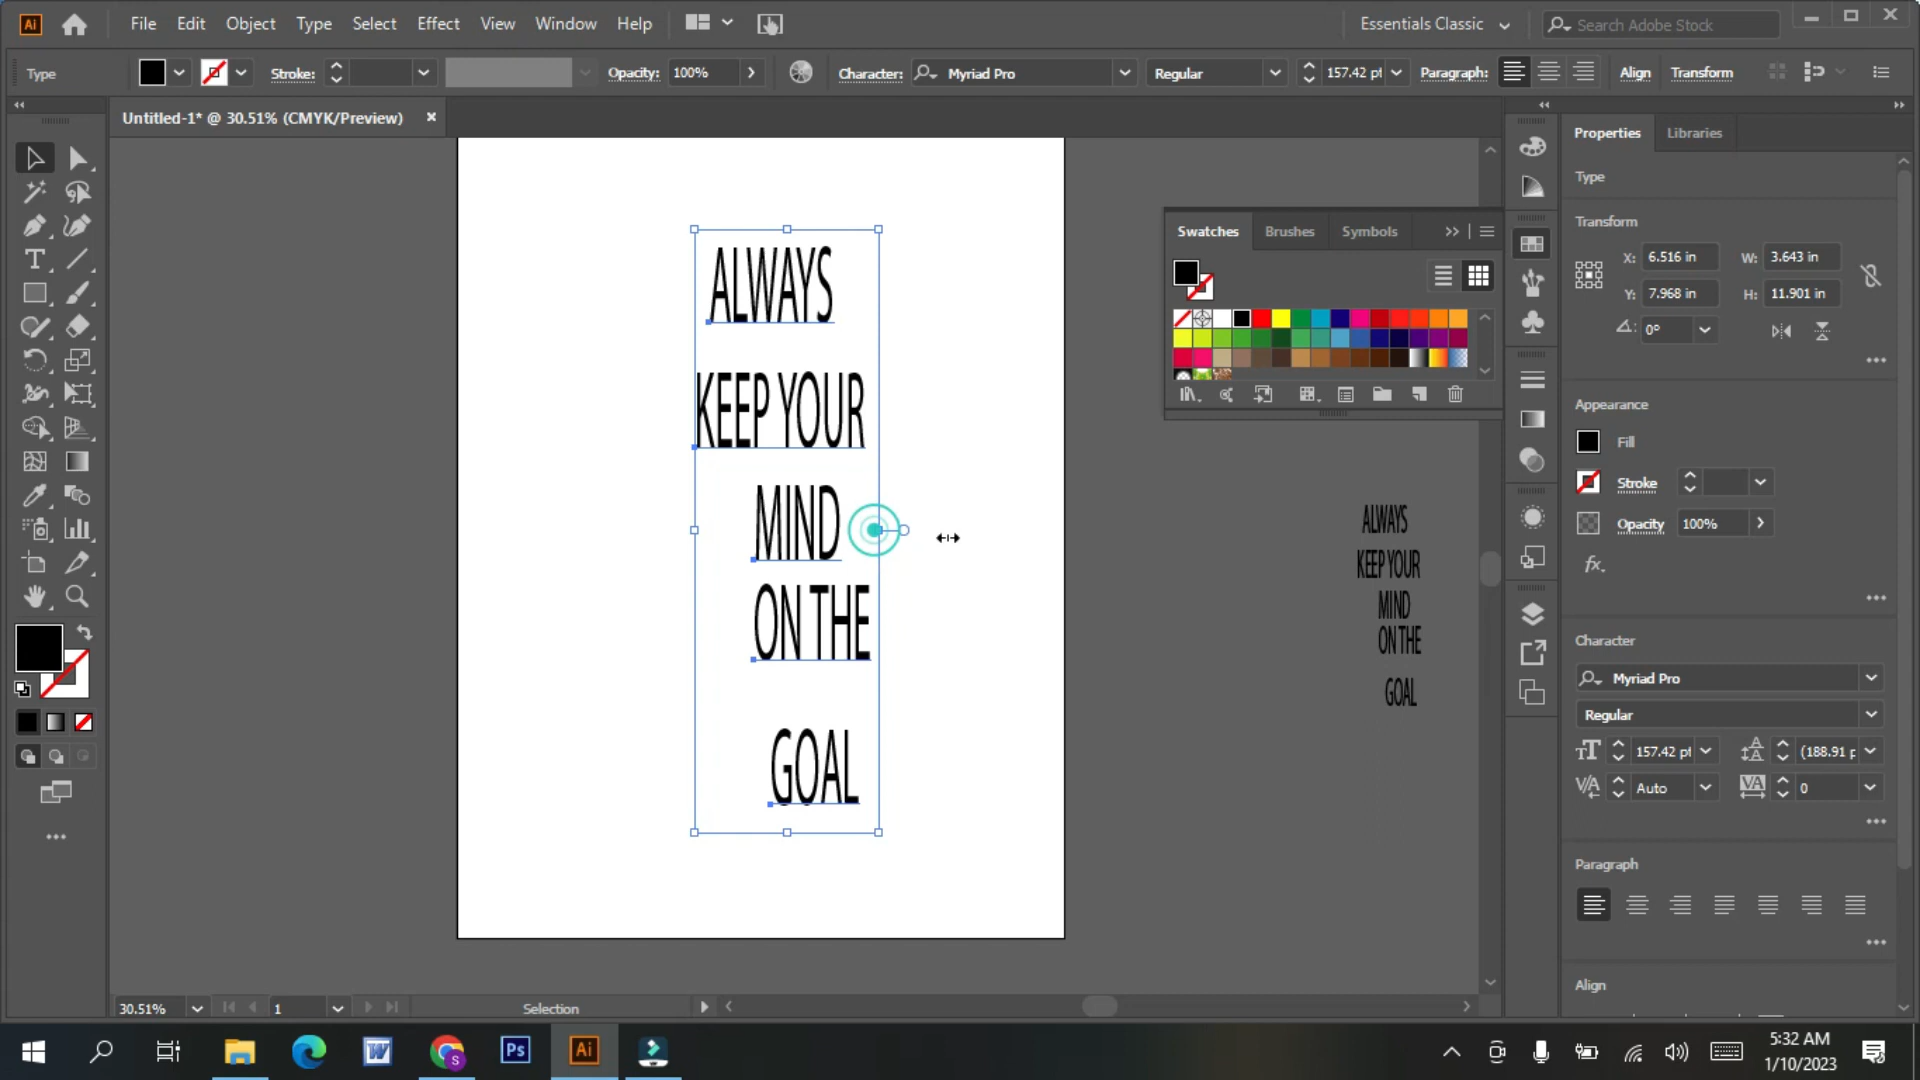 Ai File Edit Object Type Select Effect View Window Help Essentials Classic Search Adobe Stock
Type Stroke: Opacity: 100% Character: Myriad Pro Regular 157.42 pt Paragraph: Align Transform
Untitled-1* @ 30.51% (CMYK/Preview)
Properties Libraries
Type
Transform
X: 6.516 in W: 3.643 in
Y: 7.968 in H: 11.901 in
0°
Appearance
Fill
Stroke
Opacity 100%
fx.
Character
Myriad Pro
Regular
157.42 pt (188.91 p
Auto 0
Paragraph
Align
Swatches Brushes Symbols
ALWAYS
KEEP YOUR
MIND
ON THE
GOAL
ALWAYS
KEEP YOUR
MIND
ON THE
GOAL
30.51% 1 Selection
Ps Ai
5:32 AM
1/10/2023